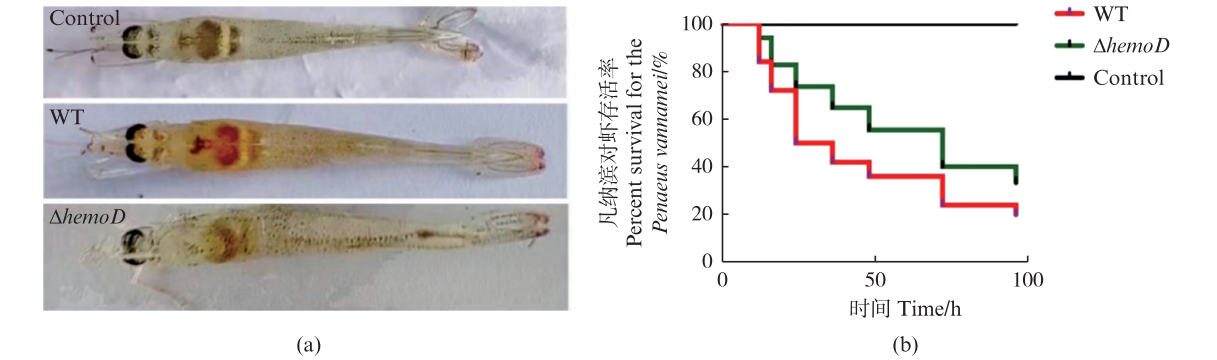 Control
WT
ΔhemoD
(a)
凡纳滨对虾存活率
Percent survival for the
Penaeus vannamei/%
100
80
60
40
20
0
0
50
100
时间 Time/h
WT
ΔhemoD
Control
(b)